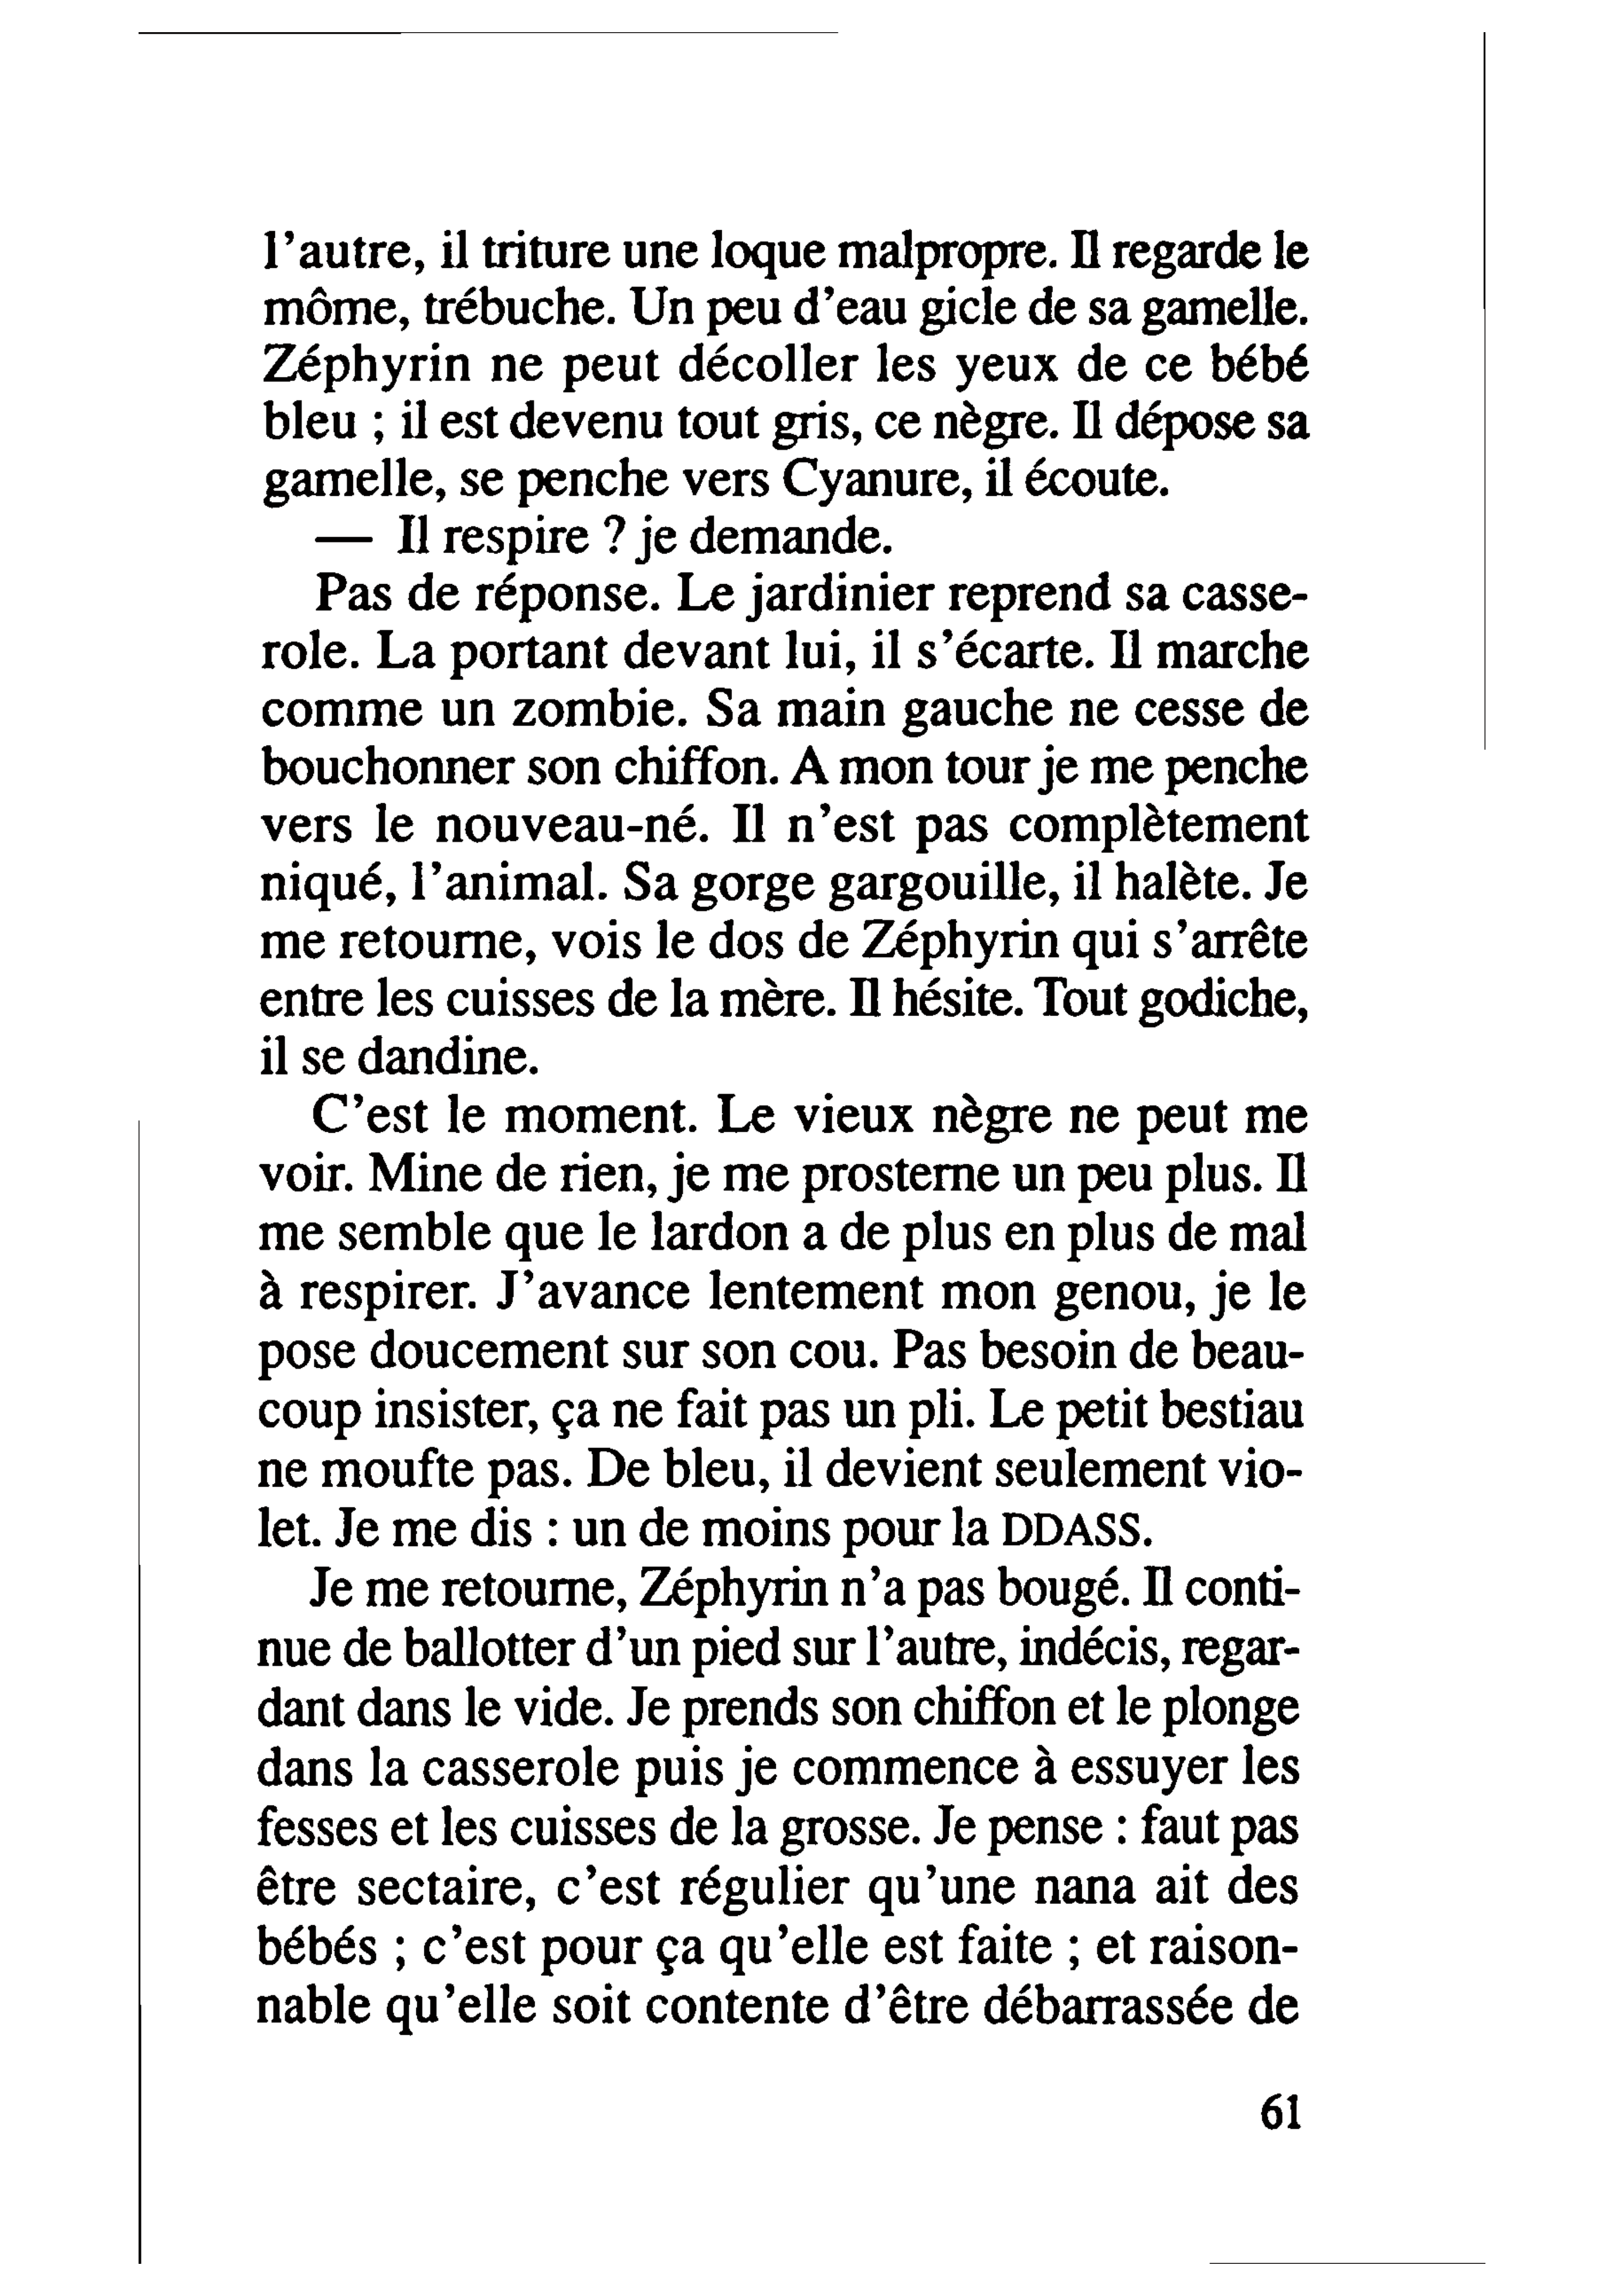 l'autre, il triture une loque malpropre. Il regarde le
môme, trébuche. Un peu d'eau gicle de sa gamelle.
Zéphyrin ne peut décoller les yeux de ce bébé
bleu ; il est devenu tout gris, ce nègre. Il dépose sa
gamelle, se penche vers Cyanure, il écoute.
— Il respire ? je demande.
Pas de réponse. Le jardinier reprend sa casse-
role. La portant devant lui, il s'écarte. Il marche
comme un zombie. Sa main gauche ne cesse de
bouchonner son chiffon. A mon tour je me penche
vers le nouveau-né. Il n'est pas complètement
niqué, l'animal. Sa gorge gargouille, il halète. Je
me retourne, vois le dos de Zéphyrin qui s'arrête
entre les cuisses de la mère. Il hésite. Tout godiche,
il se dandine.
C'est le moment. Le vieux nègre ne peut me
voir. Mine de rien, je me prosterne un peu plus. Il
me semble que le lardon a de plus en plus de mal
à respirer. J'avance lentement mon genou, je le
pose doucement sur son cou. Pas besoin de beau-
coup insister, ça ne fait pas un pli. Le petit bestiau
ne moufte pas. De bleu, il devient seulement vio-
let. Je me dis : un de moins pour la DDASS.
Je me retourne, Zéphyrin n'a pas bougé. Il conti-
nue de ballotter d'un pied sur l'autre, indécis, regar-
dant dans le vide. Je prends son chiffon et le plonge
dans la casserole puis je commence à essuyer les
fesses et les cuisses de la grosse. Je pense : faut pas
être sectaire, c'est régulier qu'une nana ait des
bébés ; c'est pour ça qu'elle est faite ; et raison-
nable qu'elle soit contente d'être débarrassée de
61